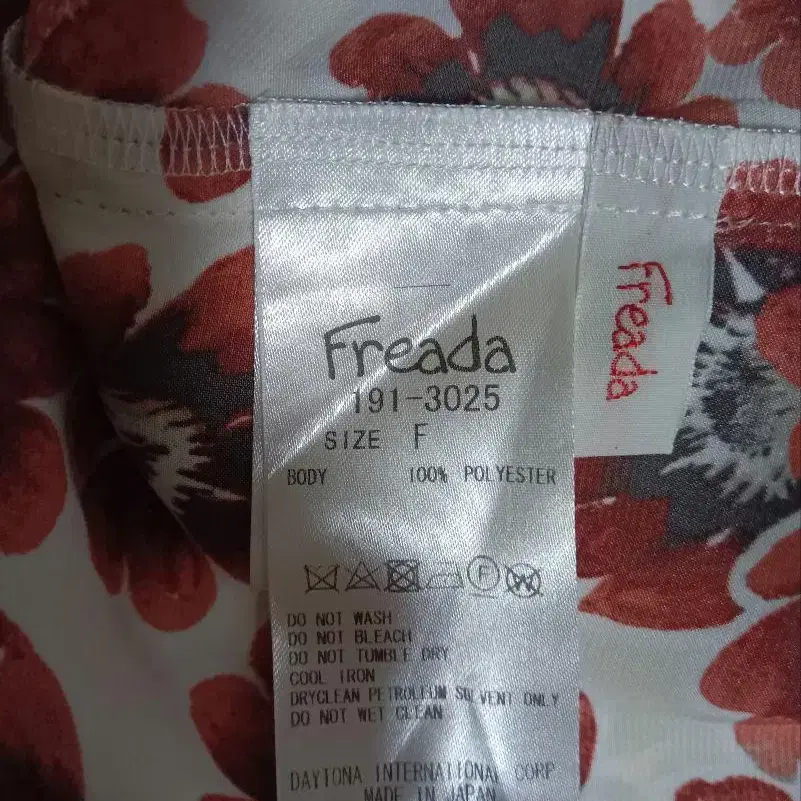 Freada
191-3025
SIZE F
BODY 100% POLYESTER
F W
DO NOT WASH
DO NOT BLEACH
DO NOT TUMBLE DRY
COOL IRON
DRYCLEAN PETROLEUM SOLVENT ONLY
DO NOT WET CLEAN
DAYTONA INTERNATIONAL CORP
MADE IN JAPAN
Freada